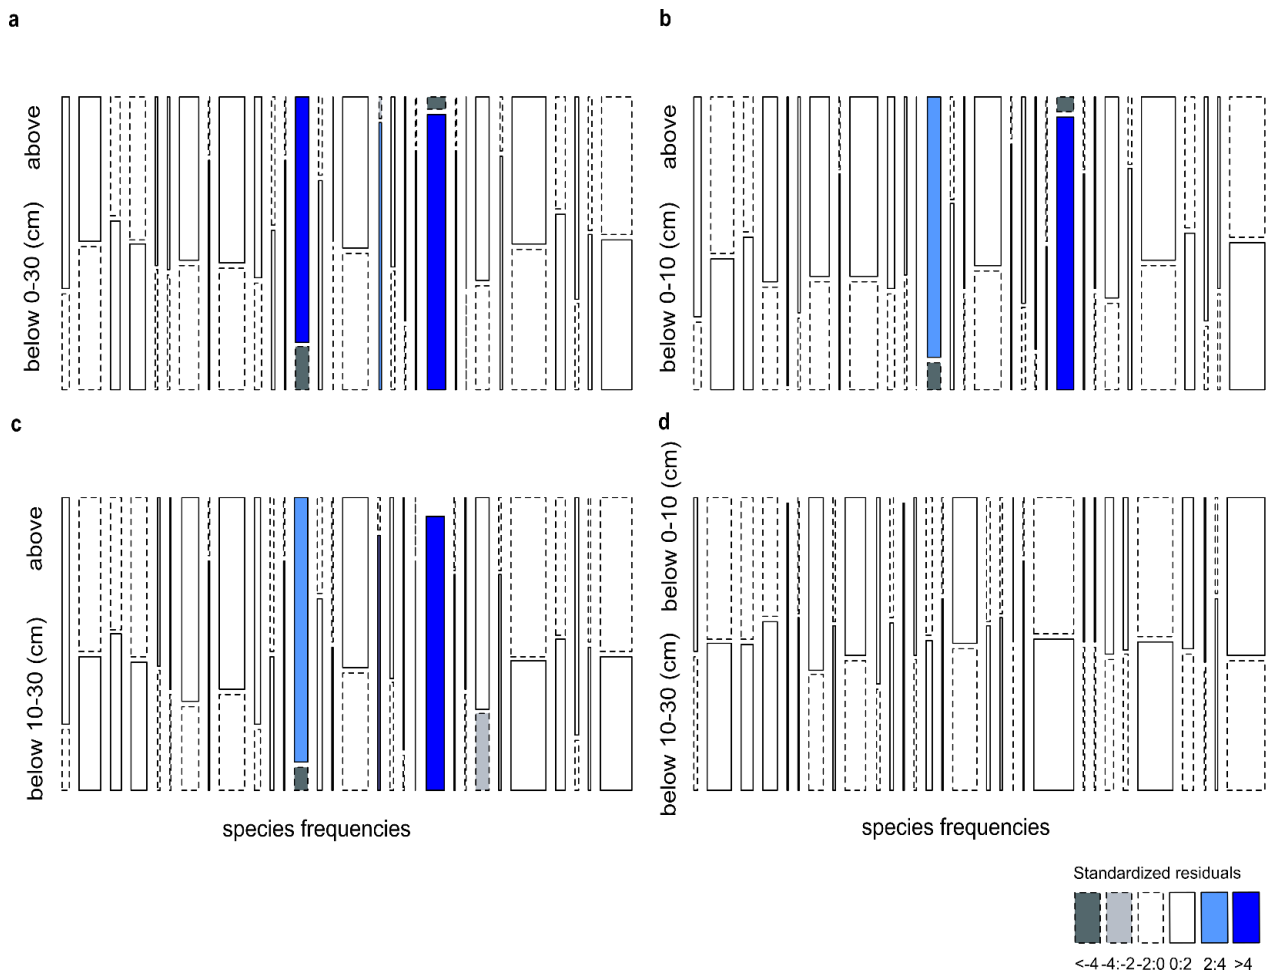 a
b
above
below 0-30 (cm)
above
below 0-10 (cm)
c
d
above
below 10-30 (cm)
below 0-10 (cm)
below 10-30 (cm)
species frequencies
species frequencies
Standardized residuals
<-4 -4:-2 -2:0 0:2 2:4 >4